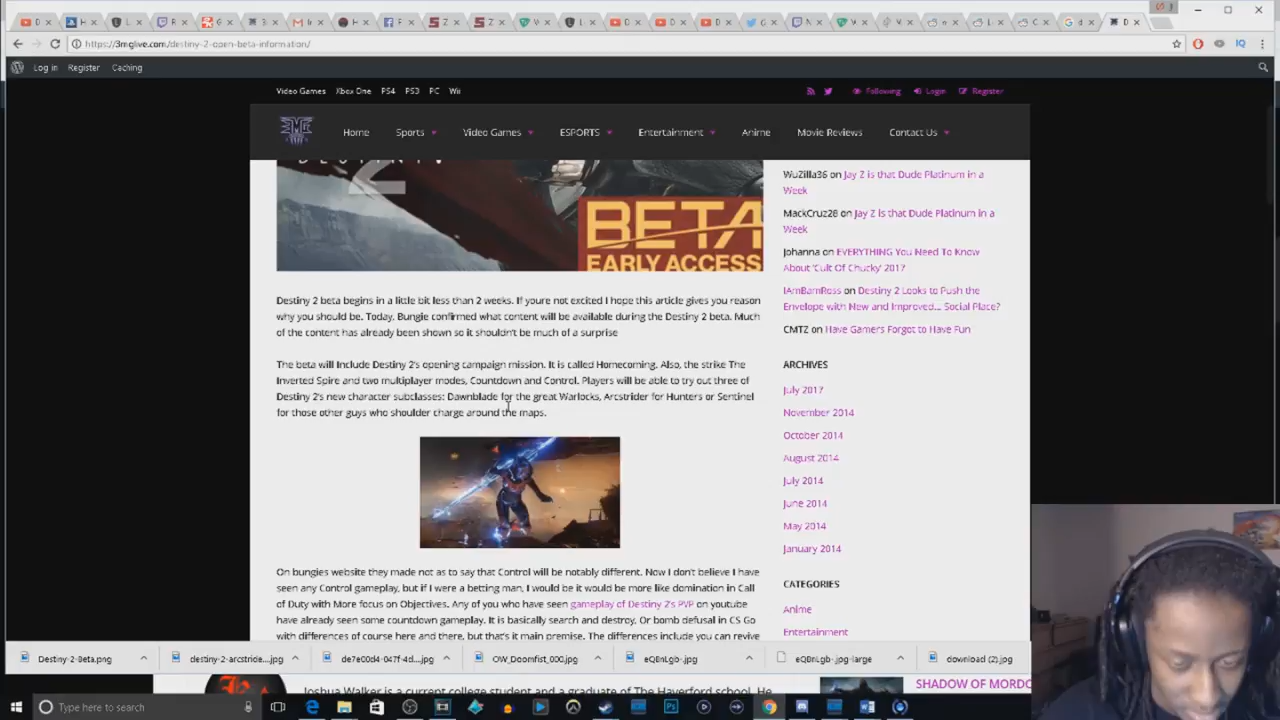 https://3mglive.com/destiny-2-open-beta-information/
Log in Register Caching
Video Games Xbox One PS4 PS3 PC Wii
Following Login Register
3MG
Home Sports Video Games ESPORTS Entertainment Anime Movie Reviews Contact Us
DESTINY
2
BETA
EARLY ACCESS
Destiny 2 beta begins in a little bit less than 2 weeks. If youre not excited I hope this article gives you reason
why you should be. Today, Bungie confirmed what content will be available during the Destiny 2 beta. Much
of the content has already been shown so it shouldn't be much of a surprise
The beta will include Destiny 2's opening campaign mission. It is called Homecoming. Also, the strike The
Inverted Spire and two multiplayer modes, Countdown and Control. Players will be able to try out three of
Destiny 2's new character subclasses: Dawnblade for the great Warlocks, Arcstrider for Hunters or Sentinel
for those other guys who shoulder charge around the maps.
On bungies website they made not as to say that Control will be notably different. Now I don't believe I have
seen any Control gameplay, but if I were a betting man, I would be it would be more like domination in Call
of Duty with More focus on Objectives. Any of you who have seen gameplay of Destiny 2's PVP on youtube
have already seen some countdown gameplay. It is basically search and destroy, Or bomb defusal in CS Go
with differences of course here and there, but that's it main premise. The differences include you can revive
WuZilla36 on Jay Z is that Dude Platinum in a
Week
MackCruz28 on Jay Z is that Dude Platinum in a
Week
Johanna on EVERYTHING You Need To Know
About 'Cult Of Chucky' 2017
IAmBamRoss on Destiny 2 Looks to Push the
Envelope with New and Improved... Social Place?
CMTZ on Have Gamers Forgot to Have Fun
ARCHIVES
July 2017
November 2014
October 2014
August 2014
July 2014
June 2014
May 2014
January 2014
CATEGORIES
Anime
Entertainment
Destiny-2-Beta.png destiny-2-arcstride....jpg de7e00d4-047f-4d....jpg OW_Doomfist_000.jpg eQBnLgb-.jpg eQBnLgb-.jpg-large download (2).jpg
Joshua Walker is a current college student and a graduate of The Haverford school. He
SHADOW OF MORDO
Type here to search